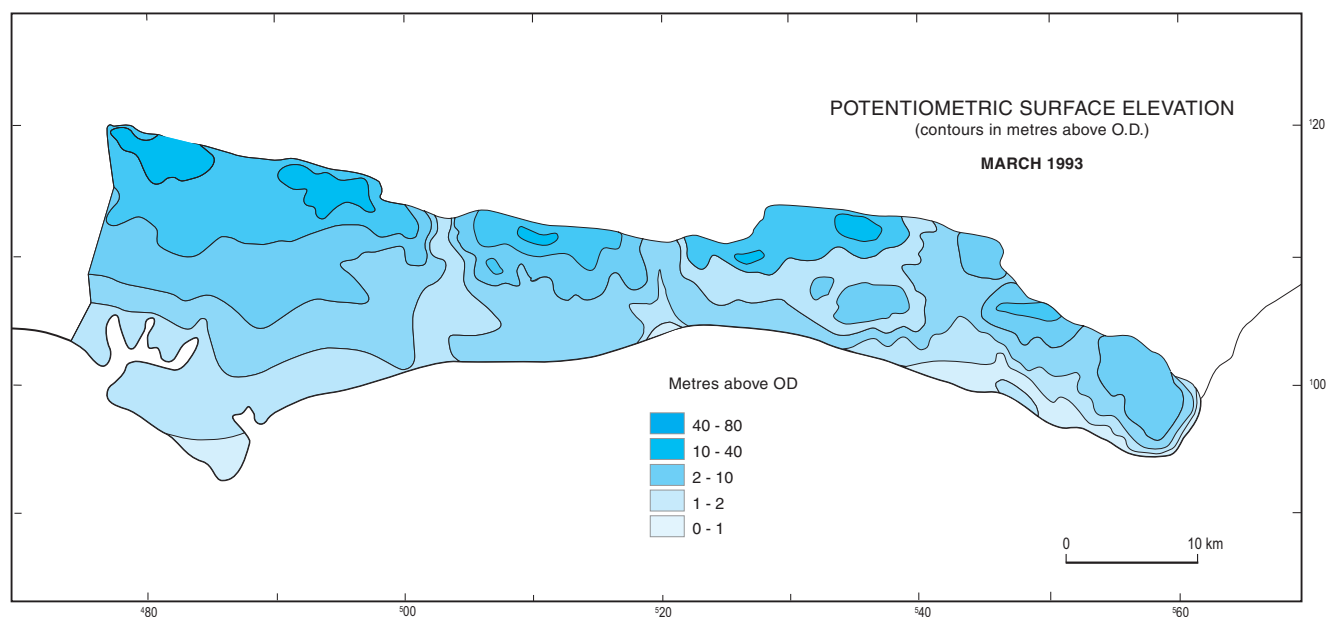 POTENTIOMETRIC SURFACE ELEVATION
(contours in metres above O.D.)
MARCH 1993
¹20
¹00
Metres above OD
40 - 80
10 - 40
2 - 10
1 - 2
0 - 1
0 10 km
⁴80 ⁵00 ⁵20 ⁵40 ⁵60